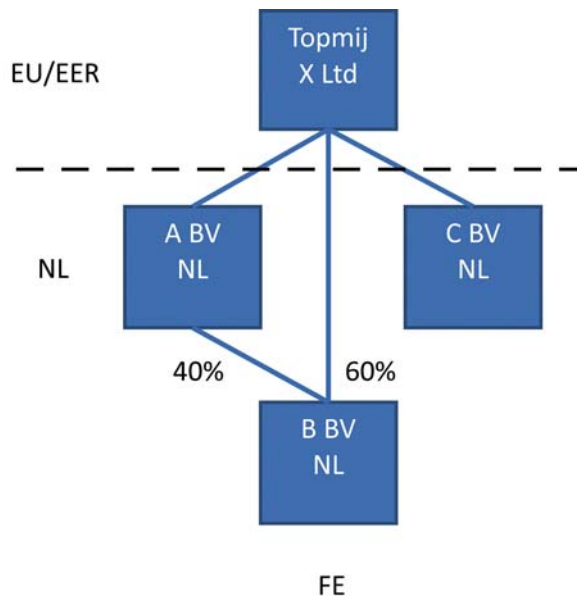 Topmij
X Ltd
EU/EER
A BV
NL
C BV
NL
NL
40%
60%
B BV
NL
FE